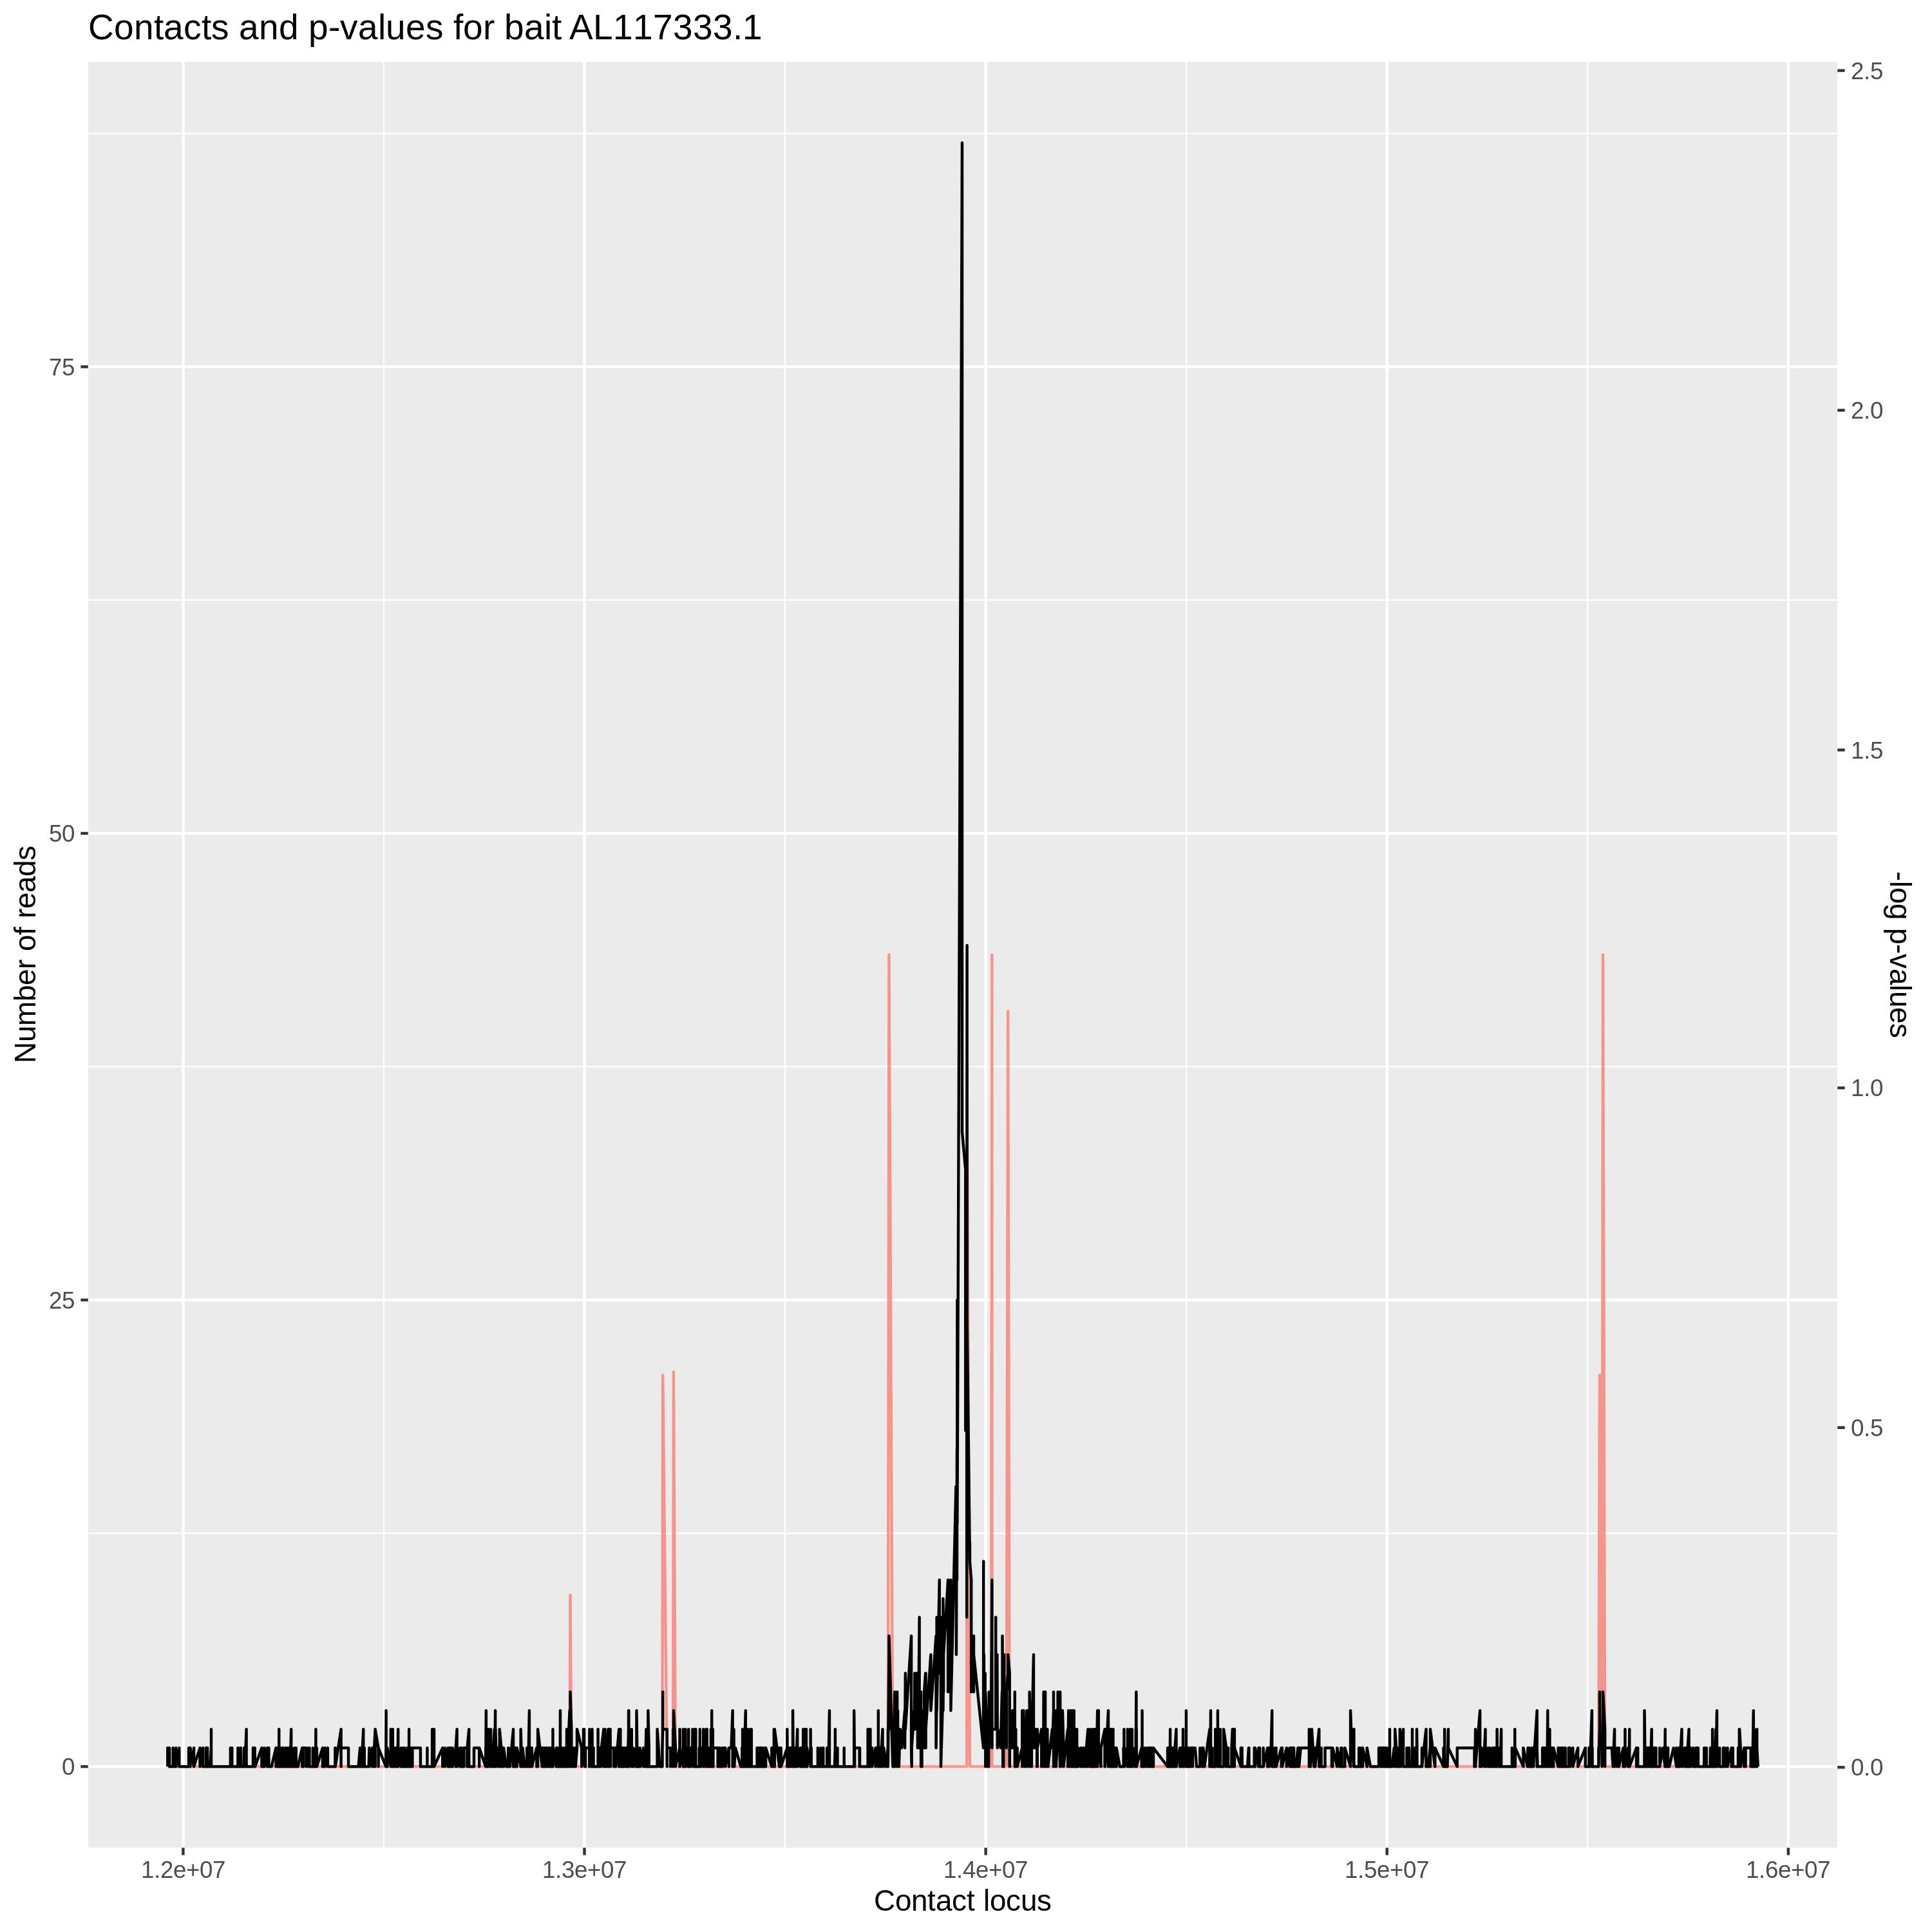 Contacts and p-values for bait AL117333.1
2.5
75
2.0
1.5
50
Number of reads
-log p-values
1.0
25
0.5
0
0.0
1.2e+07 1.3e+07 1.4e+07 1.5e+07 1.6e+07
Contact locus